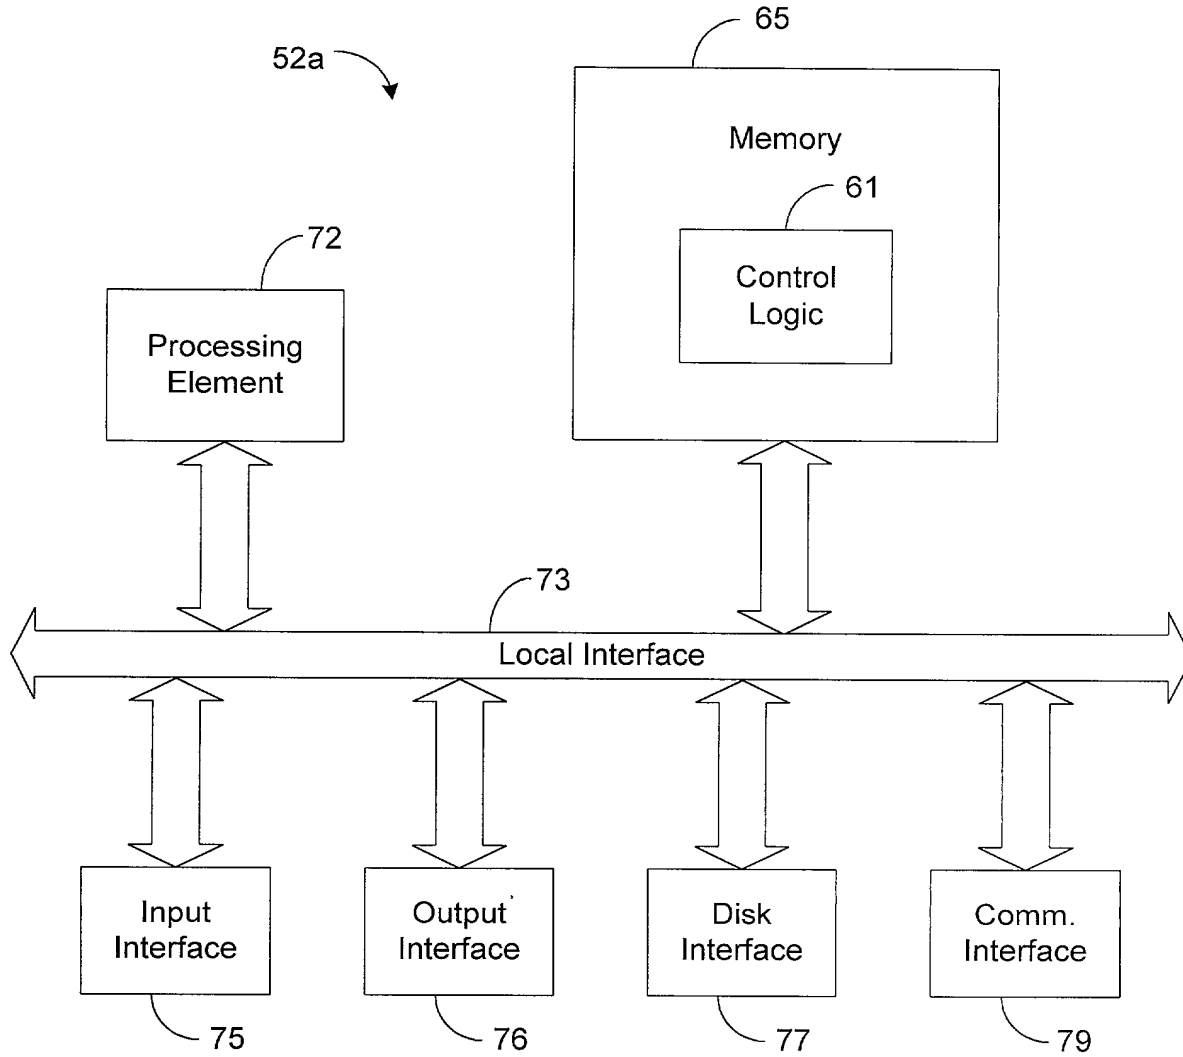 52a
65
Memory
61
Control
Logic
72
Processing
Element
73
Local Interface
Input
Interface
75
Output
Interface
76
Disk
Interface
77
Comm.
Interface
79